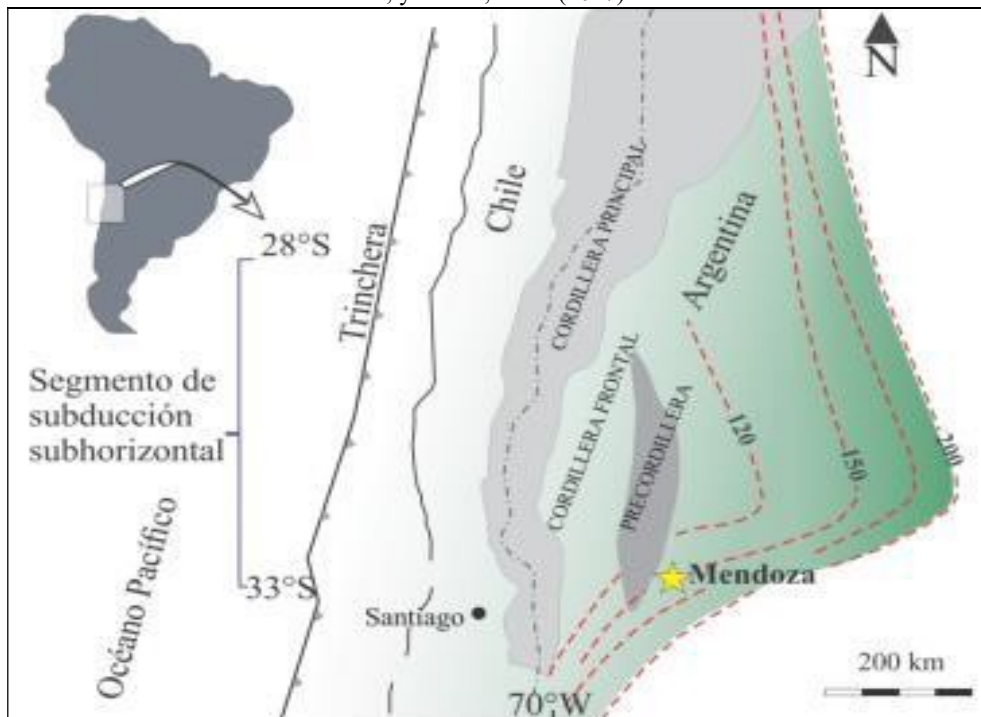 N
28°S
Trinchera
Chile
CORDILLERA PRINCIPAL
Argentina
Segmento de
subducción
subhorizontal
CORDILLERA FRONTAL
PRECORDILLERA
120
150
200
Océano Pacífico
33°S
Mendoza
Santiago
200 km
70°W